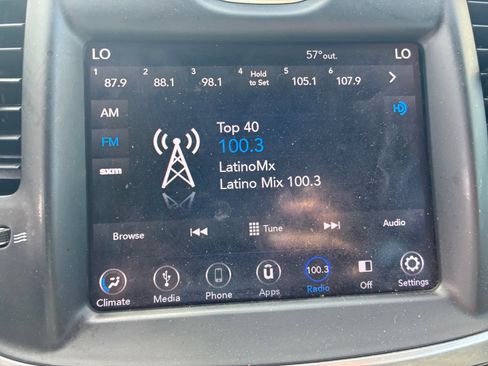 LO 57° out. LO
1 87.9 2 88.1 3 98.1 4 Hold to Set 5 105.1 6 107.9
AM
FM
sxm
HD
Top 40
100.3
LatinoMx
Latino Mix 100.3
Browse Tune Audio
Climate Media Phone Apps 100.3 Radio Off Settings